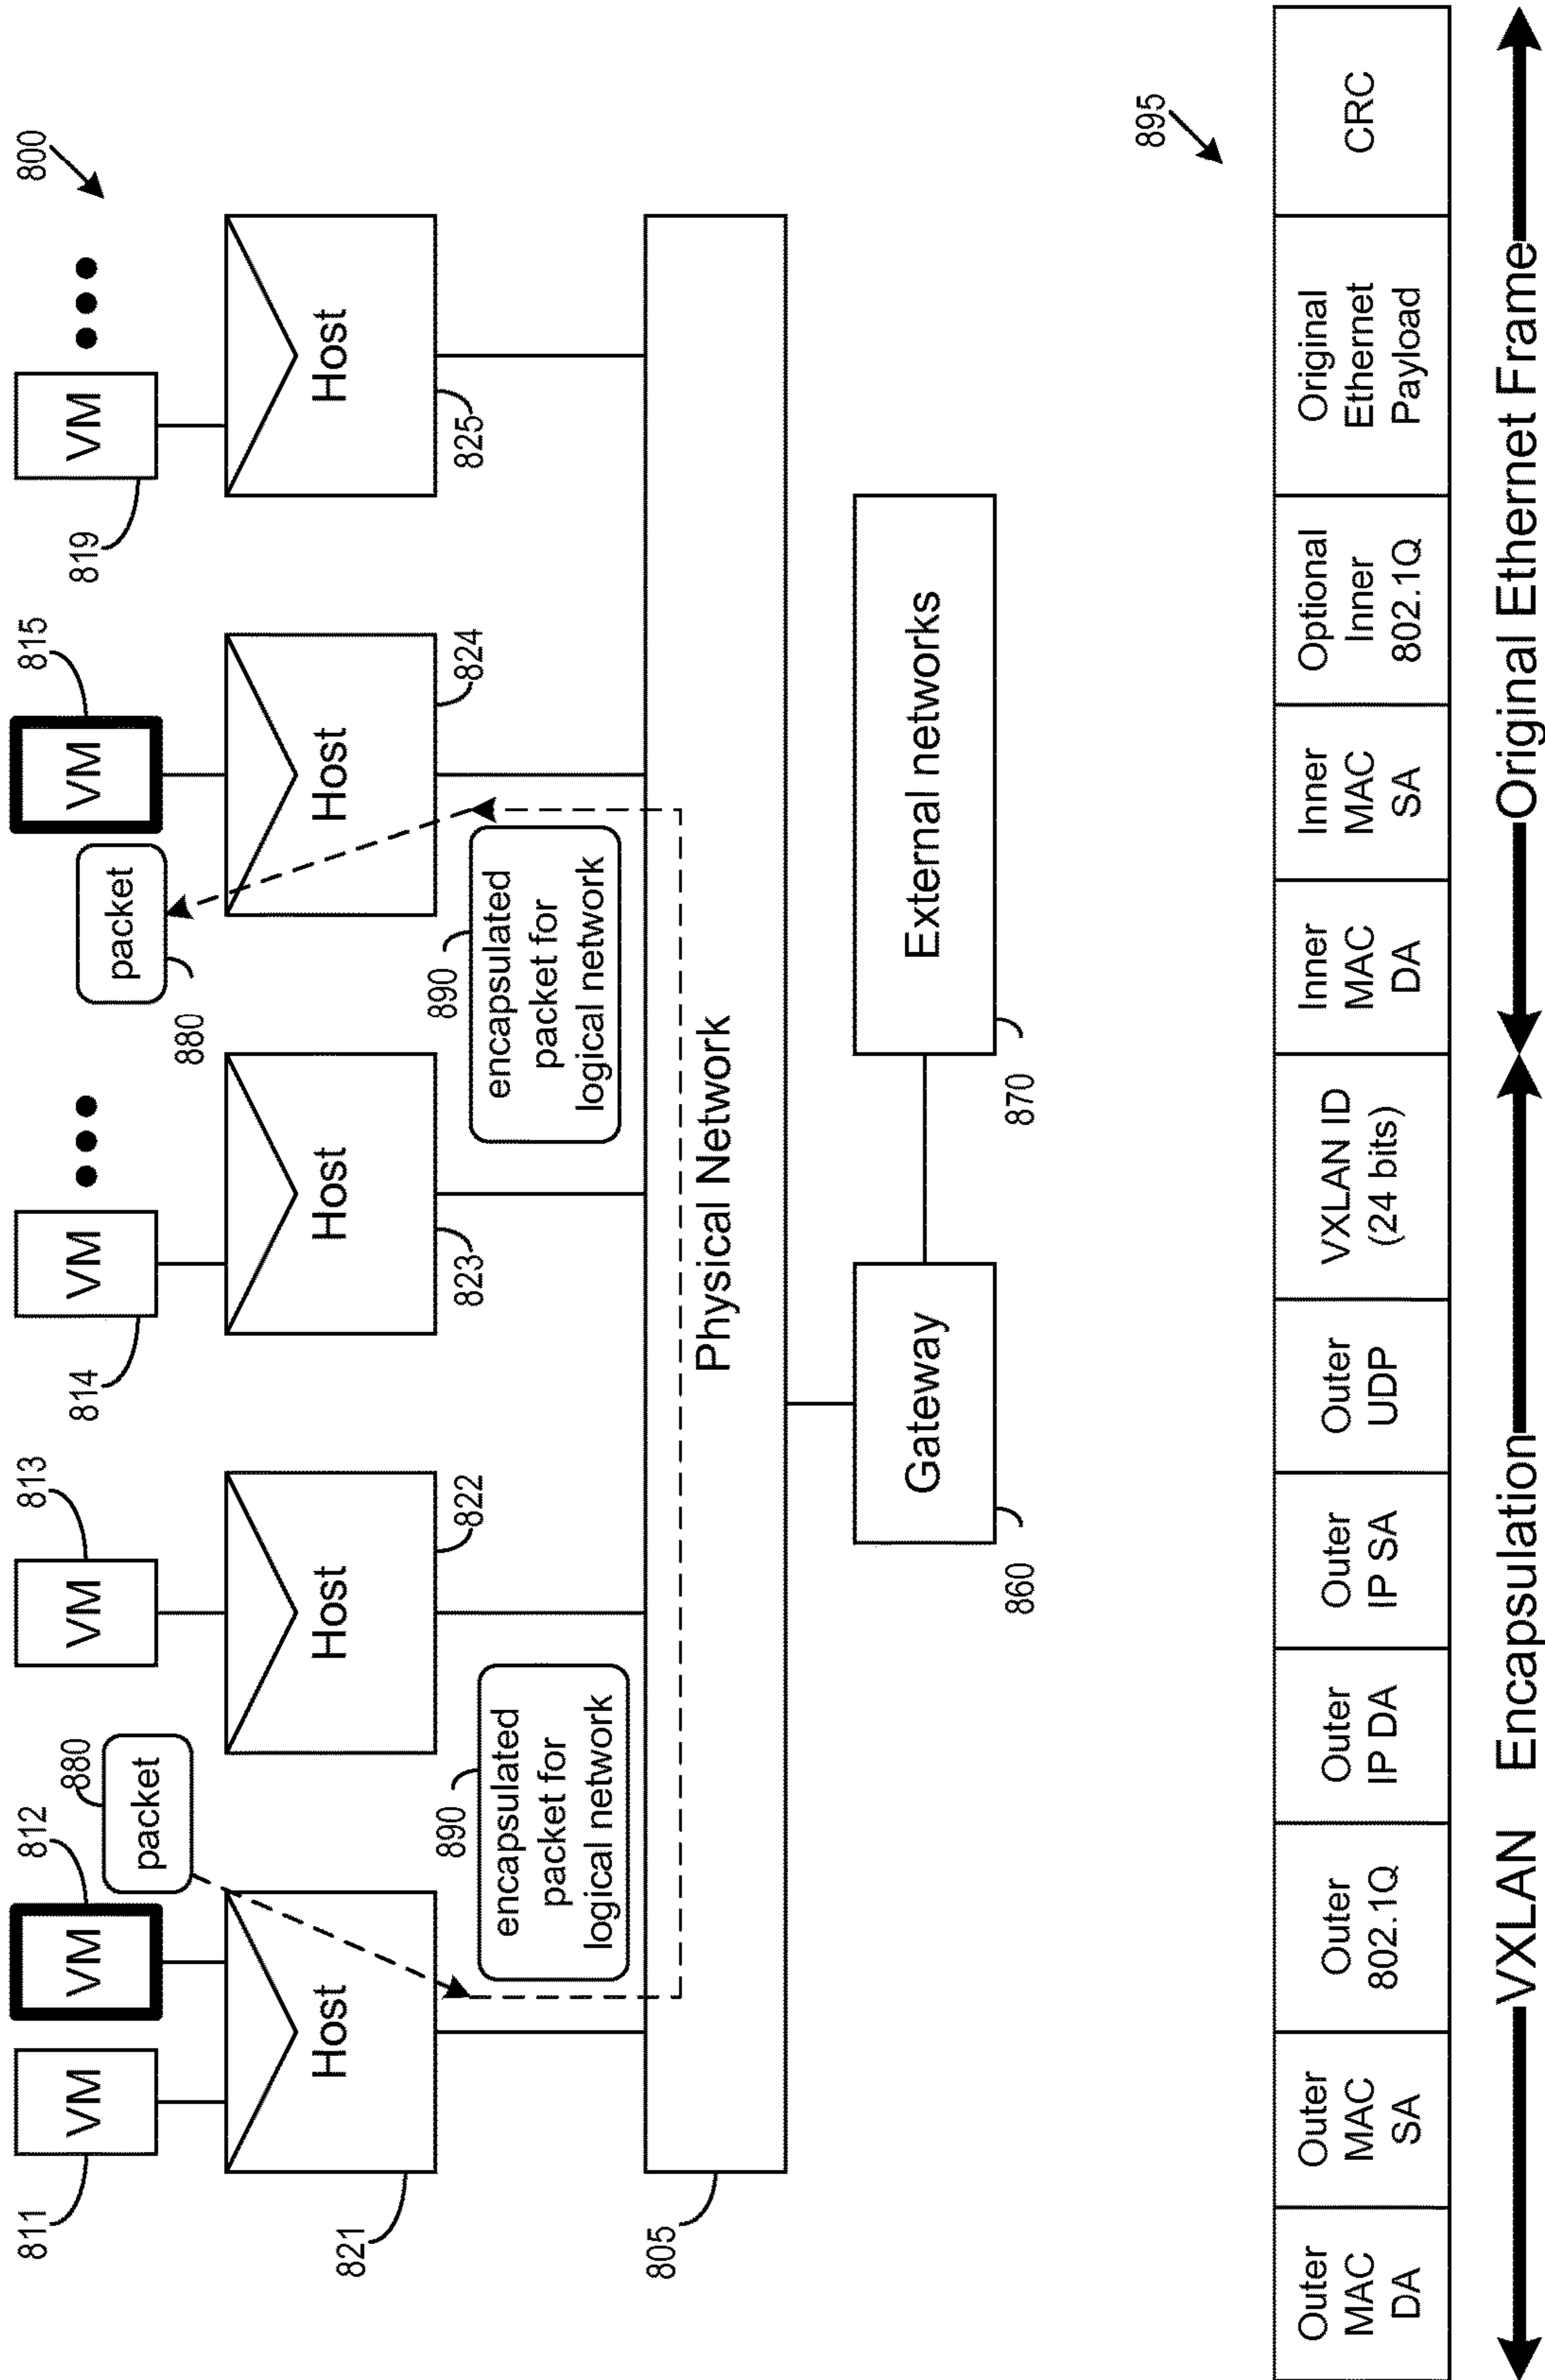 800
811
812
880
813
814
815
819
VM
VM
packet
VM
VM
packet
VM
VM
880
Host
Host
Host
Host
Host
821
822
823
824
825
890
encapsulated
packet for
logical network
890
encapsulated
packet for
logical network
Physical Network
805
Gateway
External networks
860
870
895
Outer
MAC
DA
Outer
MAC
SA
Outer
802.1Q
Outer
IP DA
Outer
IP SA
Outer
UDP
VXLAN ID
(24 bits)
Inner
MAC
DA
Inner
MAC
SA
Optional
Inner
802.1Q
Original
Ethernet
Payload
CRC
VXLAN Encapsulation
Original Ethernet Frame